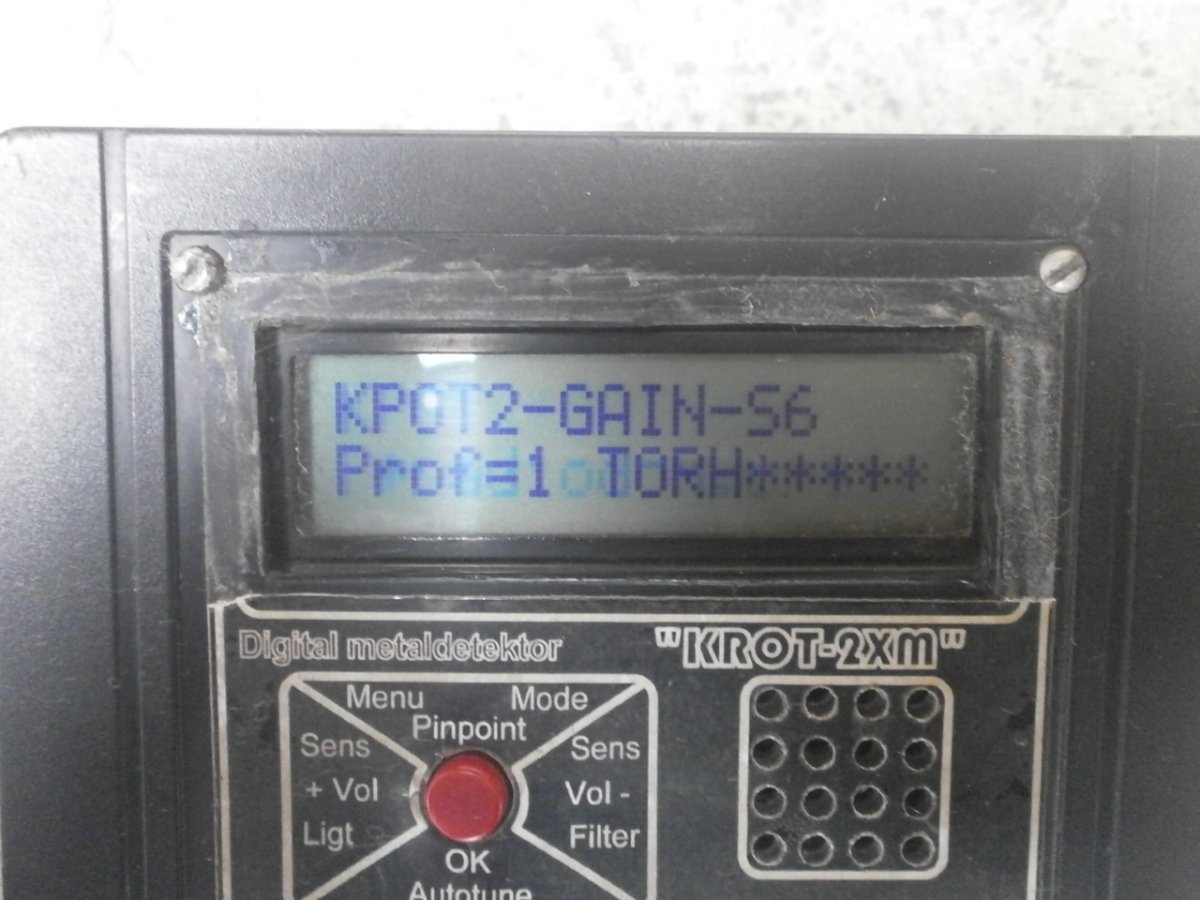 КРОТ2-GAIN-S6
Prof=1 TORH*****
Digital metaldetektor
"KROT-2XM"
Menu Mode
Pinpoint
Sens Sens
+ Vol Vol -
Ligt Filter
OK
Autotune